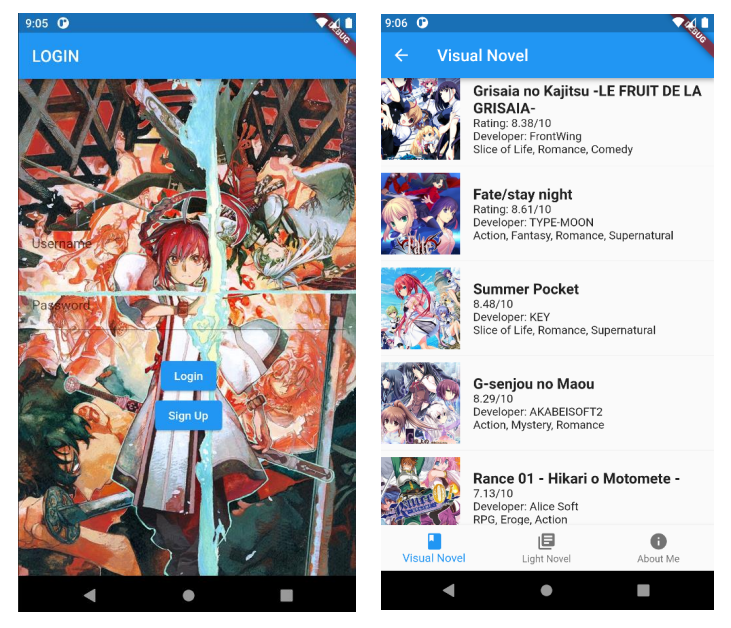 9:05
DEBUG
LOGIN
Username
Password
Login
Sign Up
9:06
DEBUG
Visual Novel
Grisaia no Kajitsu -LE FRUIT DE LA
GRISAIA-
Rating: 8.38/10
Developer: FrontWing
Slice of Life, Romance, Comedy
Fate/stay night
Rating: 8.61/10
Developer: TYPE-MOON
Action, Fantasy, Romance, Supernatural
Summer Pocket
8.48/10
Developer: KEY
Slice of Life, Romance, Supernatural
G-senjou no Maou
8.29/10
Developer: AKABEISOFT2
Action, Mystery, Romance
Rance 01 - Hikari o Motomete -
7.13/10
Developer: Alice Soft
RPG, Eroge, Action
Visual Novel
Light Novel
About Me